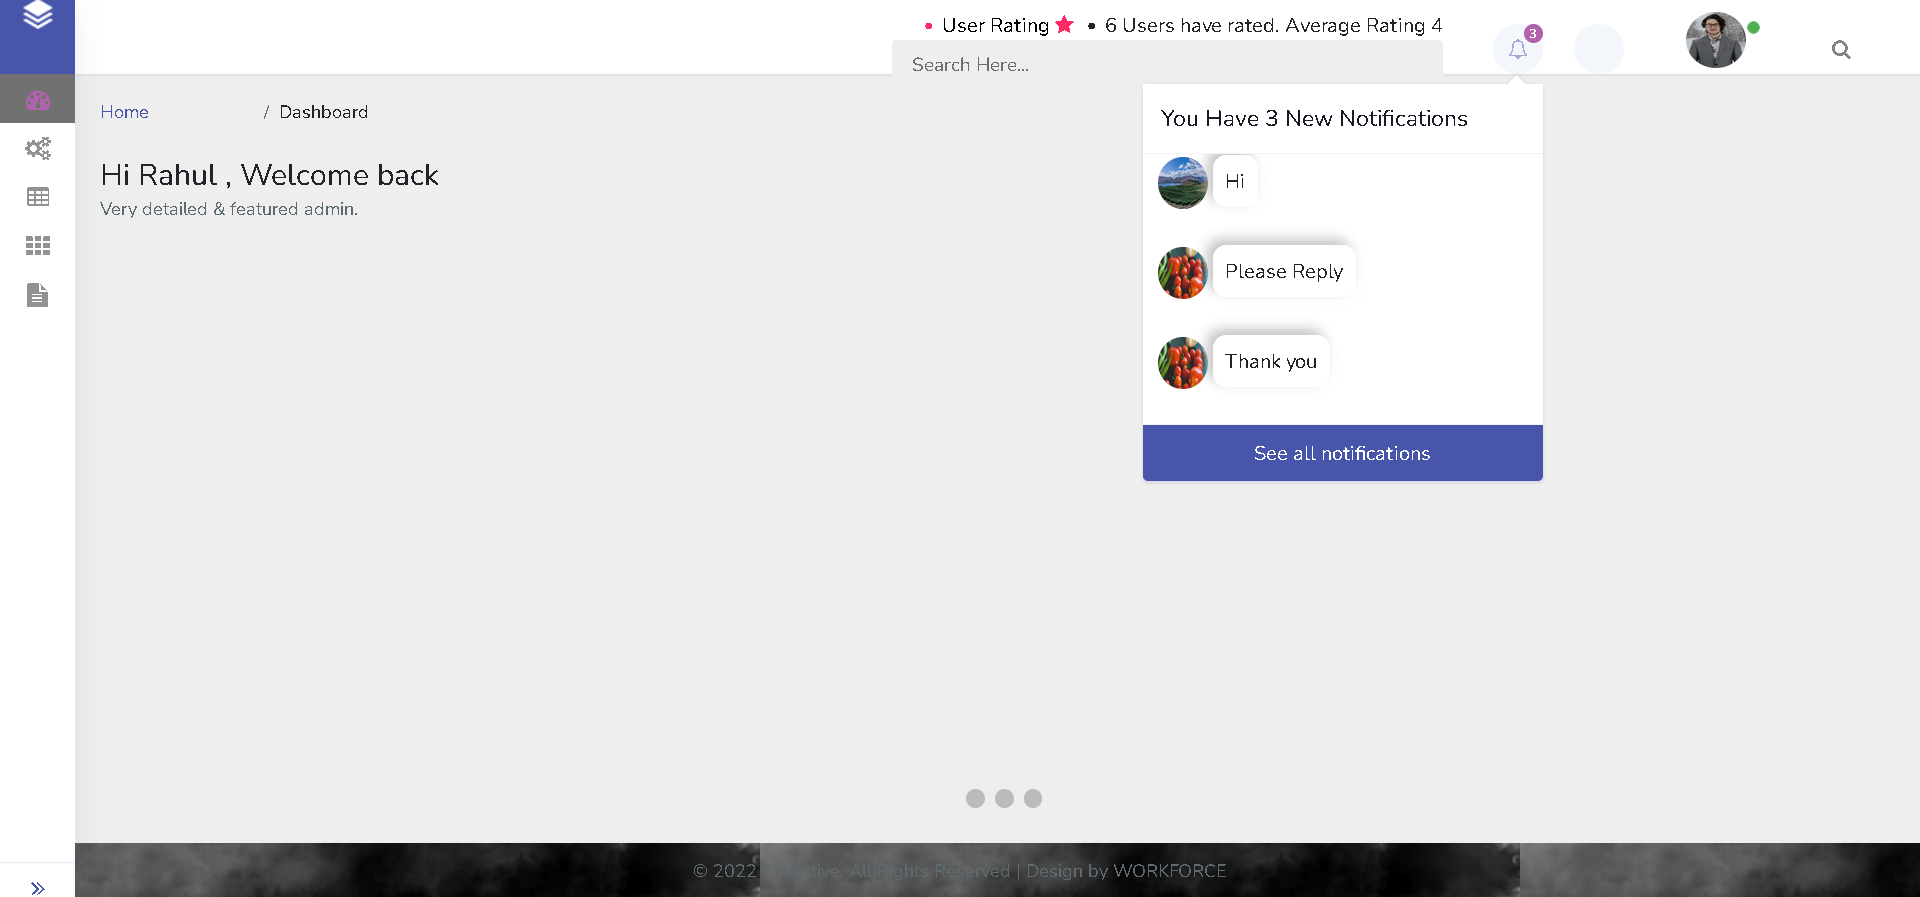 User Rating
6 Users have rated. Average Rating 4
3
Search Here...
Home / Dashboard
You Have 3 New Notifications
Hi Rahul , Welcome back
Very detailed & featured admin.
Hi
Please Reply
Thank you
See all notifications
© 2022 All Rights Reserved | Design by WORKFORCE